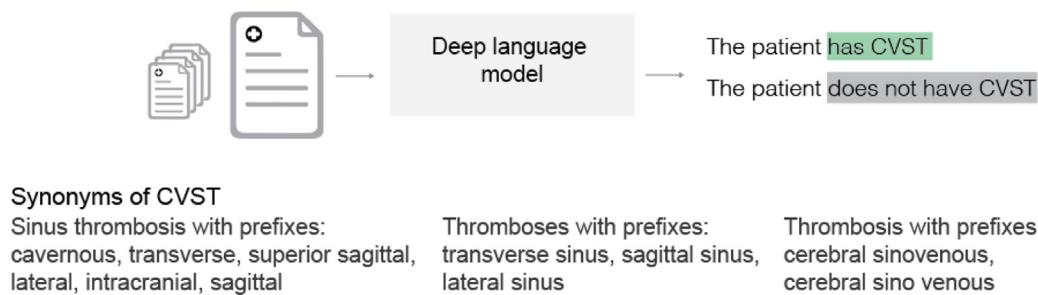 Deep language
model
The patient has CVST
The patient does not have CVST
Synonyms of CVST
Sinus thrombosis with prefixes:
cavernous, transverse, superior sagittal,
lateral, intracranial, sagittal
Thromboses with prefixes:
transverse sinus, sagittal sinus,
lateral sinus
Thrombosis with prefixes
cerebral sinovenous,
cerebral sino venous